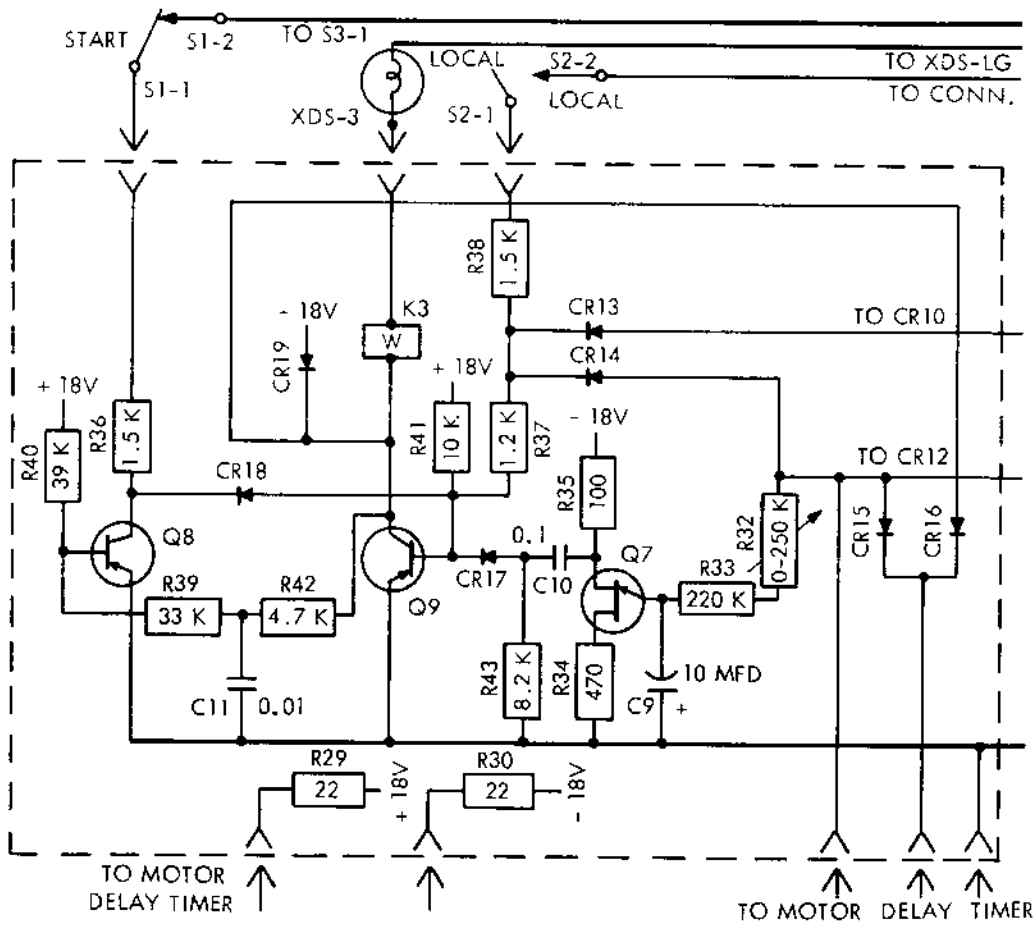 START
S1-2
TO S3-1
S1-1
XDS-3
LOCAL
S2-1
S2-2
LOCAL
TO XDS-LG
TO CONN.
R38
1.5 K
- 18V
CR19
K3
W
CR13
TO CR10
CR14
+ 18V
R40
39 K
R36
1.5 K
+ 18V
R41
10 K
R37
1.2 K
- 18V
R35
100
TO CR12
CR18
Q8
Q9
CR17
0.1
C10
Q7
R33
220 K
R32
0-250 K
CR15
CR16
R39
33 K
R42
4.7 K
C11
0.01
R43
8.2 K
R34
470
10 MFD
C9
+
R29
22
+ 18V
R30
22
- 18V
TO MOTOR
DELAY TIMER
TO MOTOR DELAY TIMER